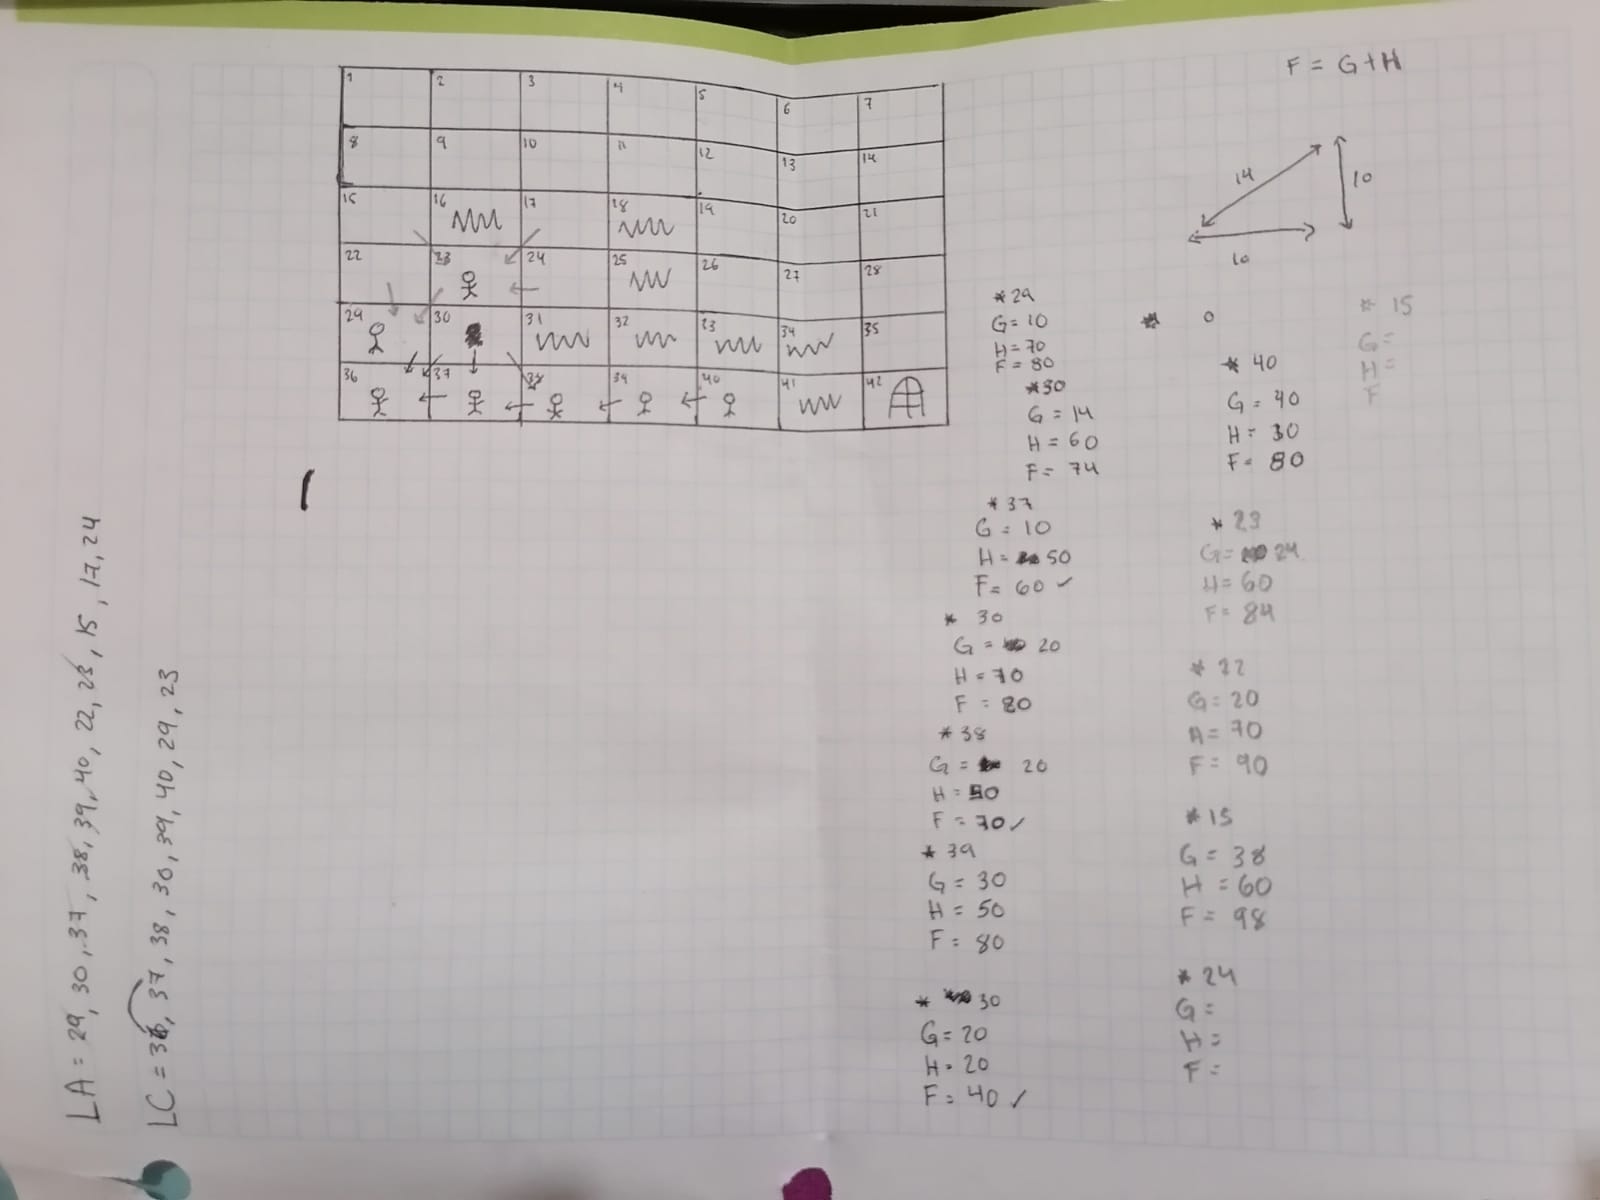 F = G+H
1 2 3 4 5 6 7
8 9 10 11 12 13 14
15 16 17 18 19 20 21
22 23 24 25 26 27 28
29 30 31 32 33 34 35
36 37 38 39 40 41 42
14
10
10
* 29
G= 10
H= 70
F= 80
* 30
G = 14
H = 60
F= 74
* 37
G = 10
H= 50
F= 60 ✓
* 30
G = 20
H = 70
F = 80
* 38
G = 20
H = 50
F = 70 ✓
* 39
G = 30
H = 50
F = 80
* 30
G = 20
H = 20
F = 40 ✓
* 0
* 40
G = 40
H= 30
F= 80
* 23
G= 24
H= 60
F= 84
* 22
G= 20
H= 70
F= 90
* 15
G= 38
H = 60
F = 98
* 24
G =
H =
F =
* 15
G =
H =
F
LA = 29, 30, 37, 38, 39, 40, 22, 23, 15, 17, 24
LC = 36, 37, 38, 30, 39, 40, 29, 23